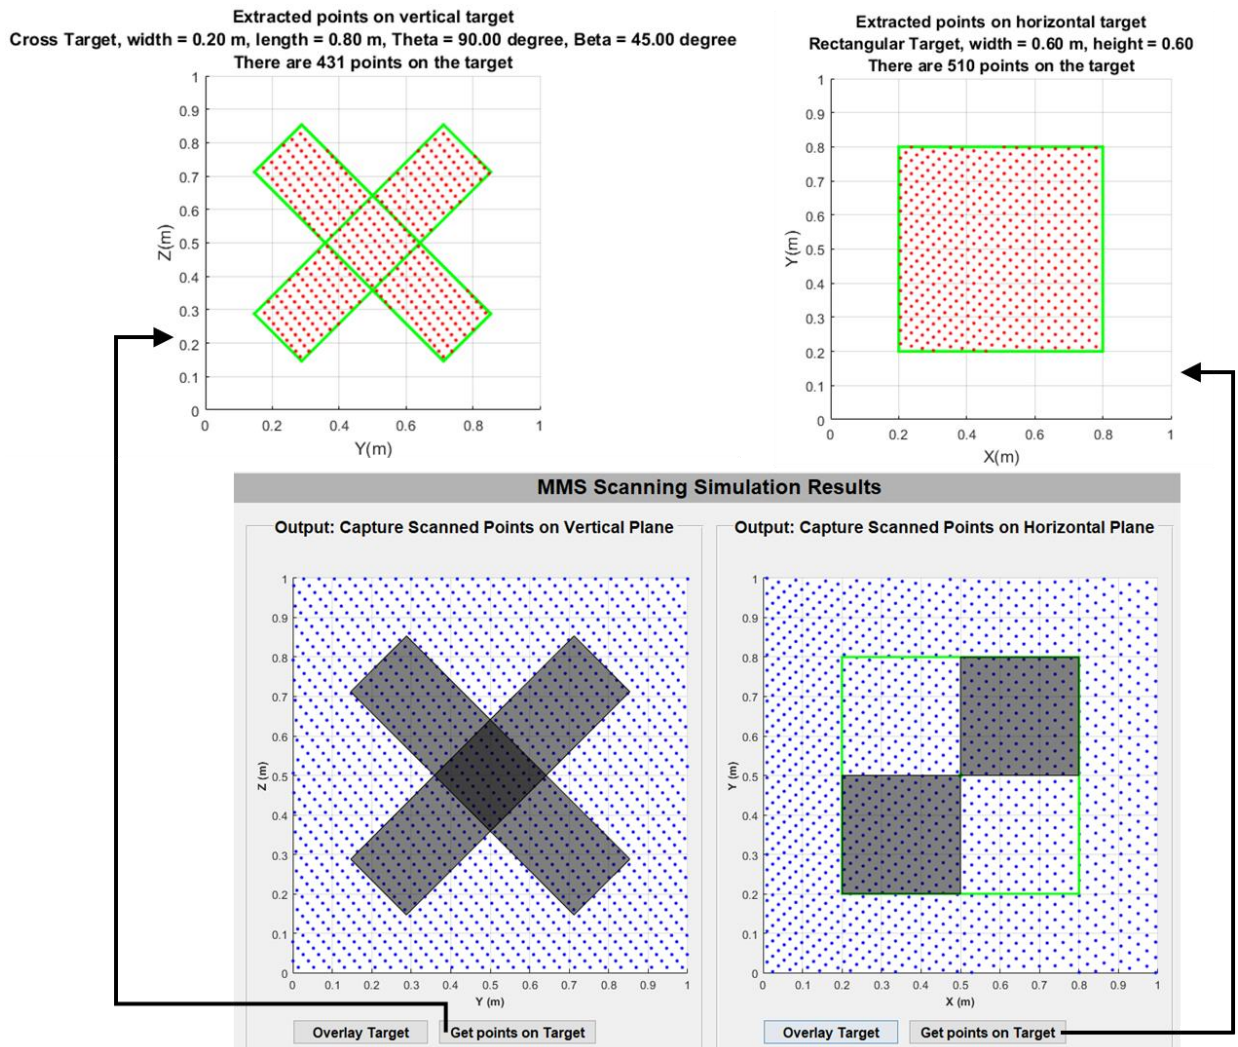 Extracted points on vertical target
Cross Target, width = 0.20 m, length = 0.80 m, Theta = 90.00 degree, Beta = 45.00 degree
There are 431 points on the target
1
0.9
0.8
0.7
0.6
0.5
0.4
0.3
0.2
0.1
0
Z(m)
0 0.2 0.4 0.6 0.8 1
Y(m)
Extracted points on horizontal target
Rectangular Target, width = 0.60 m, height = 0.60
There are 510 points on the target
1
0.9
0.8
0.7
0.6
0.5
0.4
0.3
0.2
0.1
0
Y(m)
0 0.2 0.4 0.6 0.8 1
X(m)
MMS Scanning Simulation Results
Output: Capture Scanned Points on Vertical Plane
1
0.9
0.8
0.7
0.6
0.5
0.4
0.3
0.2
0.1
0
Z (m)
0 0.1 0.2 0.3 0.4 0.5 0.6 0.7 0.8 0.9 1
Y (m)
Overlay Target
Get points on Target
Output: Capture Scanned Points on Horizontal Plane
1
0.9
0.8
0.7
0.6
0.5
0.4
0.3
0.2
0.1
0
Y (m)
0 0.1 0.2 0.3 0.4 0.5 0.6 0.7 0.8 0.9 1
X (m)
Overlay Target
Get points on Target